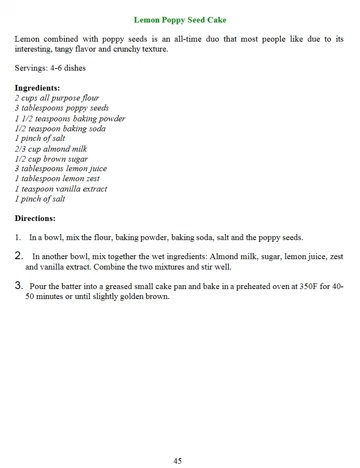 Lemon Poppy Seed Cake
Lemon combined with poppy seeds is an all-time duo that most people like due to its
interesting, tangy flavor and crunchy texture.
Servings: 4-6 dishes
Ingredients:
2 cups all purpose flour
3 tablespoons poppy seeds
1 1/2 teaspoons baking powder
1/2 teaspoon baking soda
1 pinch of salt
2/3 cup almond milk
1/2 cup brown sugar
3 tablespoons lemon juice
1 tablespoon lemon zest
1 teaspoon vanilla extract
1 pinch of salt
Directions:
1. In a bowl, mix the flour, baking powder, baking soda, salt and the poppy seeds.
2. In another bowl, mix together the wet ingredients: Almond milk, sugar, lemon juice, zest
and vanilla extract. Combine the two mixtures and stir well.
3. Pour the batter into a greased small cake pan and bake in a preheated oven at 350F for 40-
50 minutes or until slightly golden brown.
45